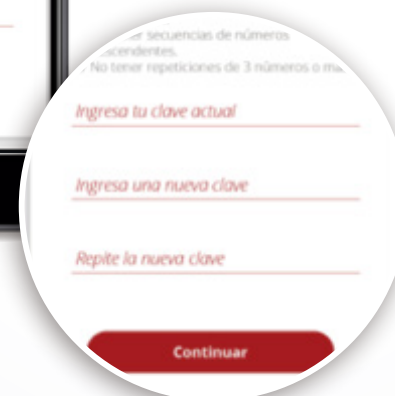 secuencias de números
No tener repeticiones de 3 números o
Ingresa tu clave actual
Ingresa una nueva clave
Repite la nueva clave
Continuar